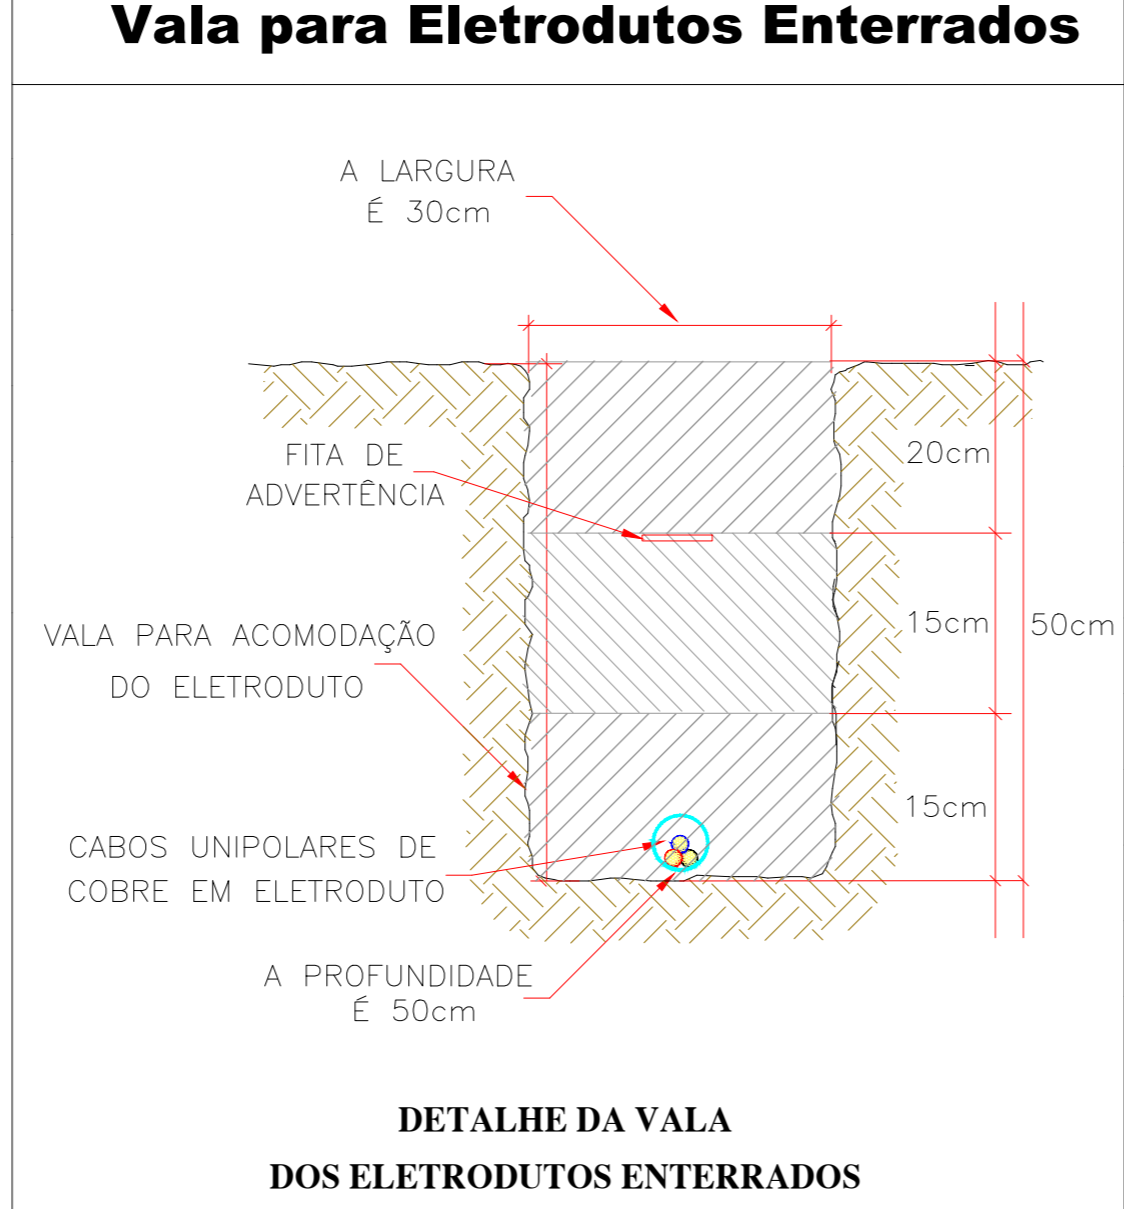 Vala para Eletrodutos Enterrados
A LARGURA
É 30cm
FITA DE
ADVERTÊNCIA
20cm
VALA PARA ACOMODAÇÃO
DO ELETRODUTO
15cm
50cm
15cm
CABOS UNIPOLARES DE
COBRE EM ELETRODUTO
A PROFUNDIDADE
É 50cm
DETALHE DA VALA
DOS ELETRODUTOS ENTERRADOS